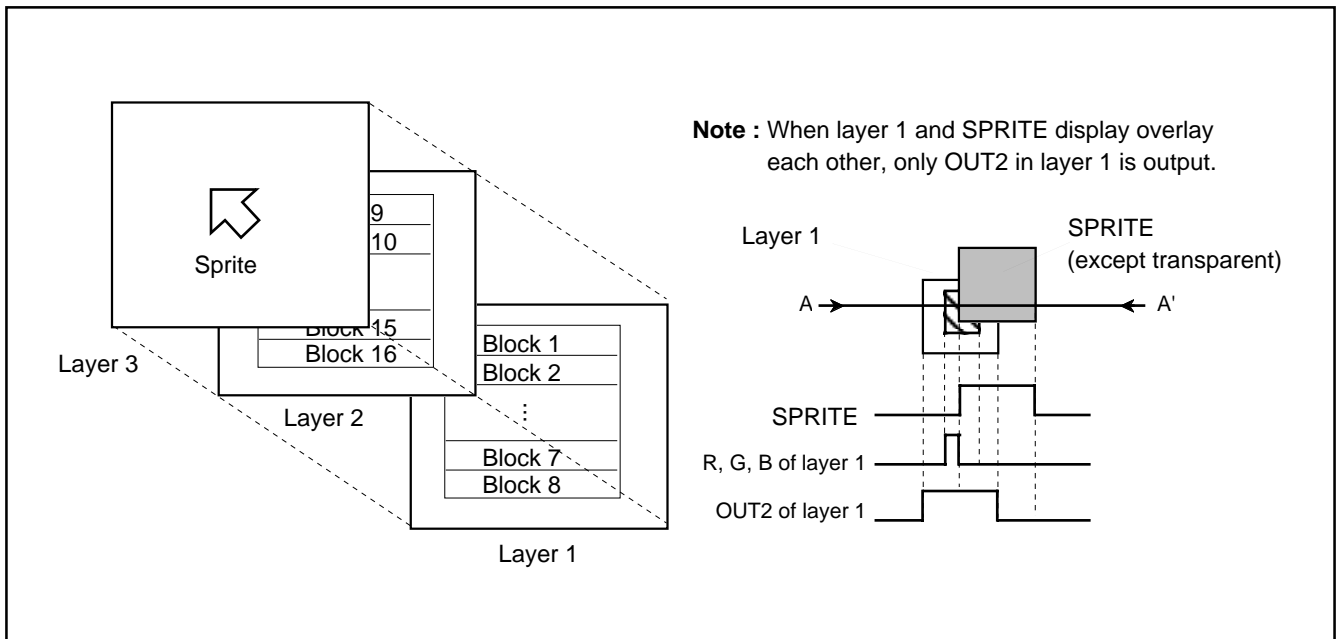 Sprite
Layer 3
9
10
Block 15
Block 16
Layer 2
Block 1
Block 2
⋮
Block 7
Block 8
Layer 1
Note : When layer 1 and SPRITE display overlay
each other, only OUT2 in layer 1 is output.
Layer 1
SPRITE
(except transparent)
A
A'
SPRITE
R, G, B of layer 1
OUT2 of layer 1